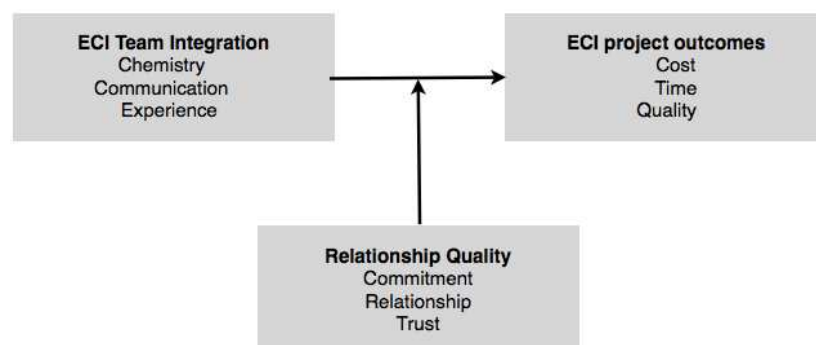 ECI Team Integration
Chemistry
Communication
Experience
ECI project outcomes
Cost
Time
Quality
Relationship Quality
Commitment
Relationship
Trust